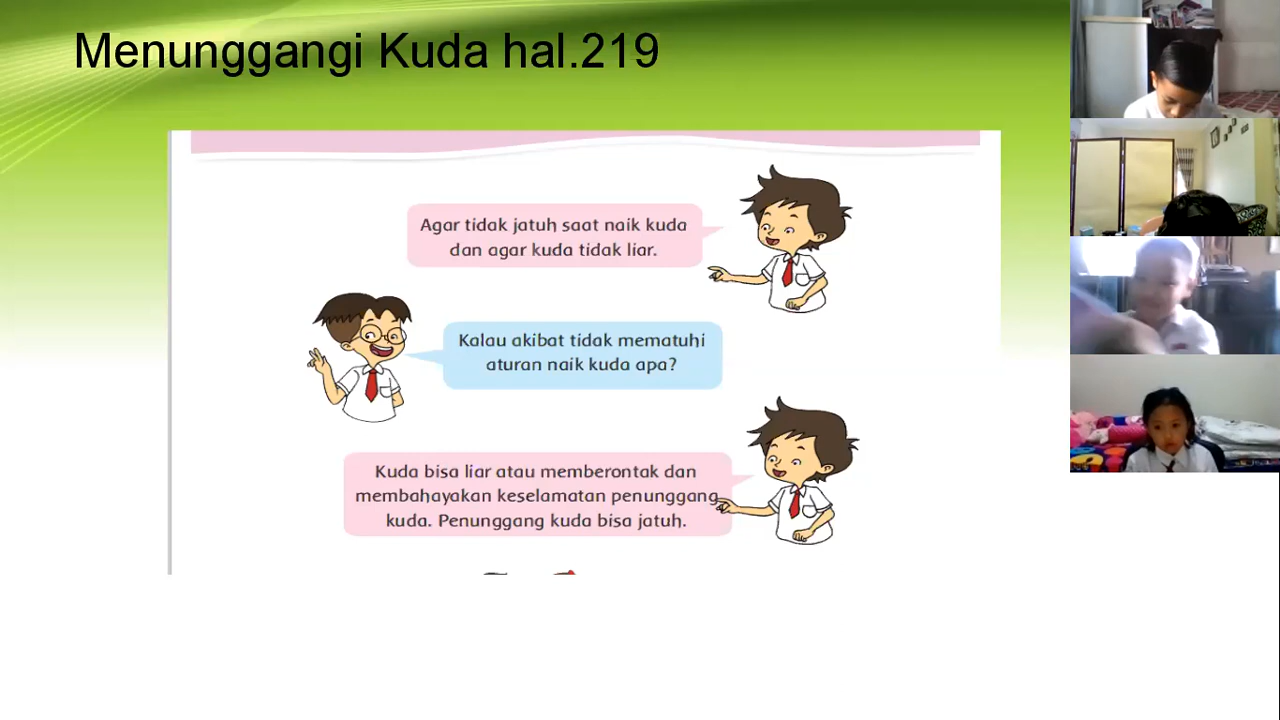 Menunggangi Kuda hal.219
Agar tidak jatuh saat naik kuda
dan agar kuda tidak liar.
Kalau akibat tidak mematuhi
aturan naik kuda apa?
Kuda bisa liar atau memberontak dan
membahayakan keselamatan penunggang
kuda. Penunggang kuda bisa jatuh.